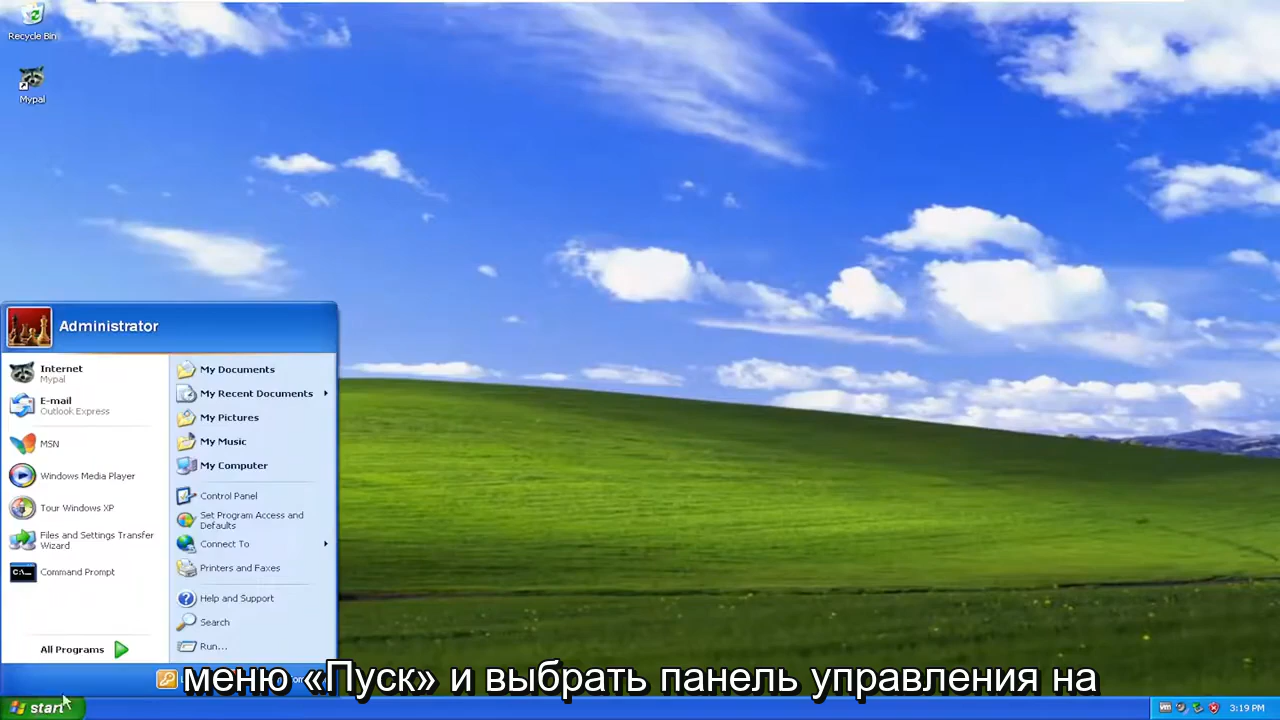 Recycle Bin
Mypal
Administrator
Internet
Mypal
E-mail
Outlook Express
MSN
Windows Media Player
Tour Windows XP
Files and Settings Transfer
Wizard
Command Prompt
All Programs
My Documents
My Recent Documents
My Pictures
My Music
My Computer
Control Panel
Set Program Access and
Defaults
Connect To
Printers and Faxes
Help and Support
Search
Run...
меню «Пуск» и выбрать панель управления на
start
3:19 PM